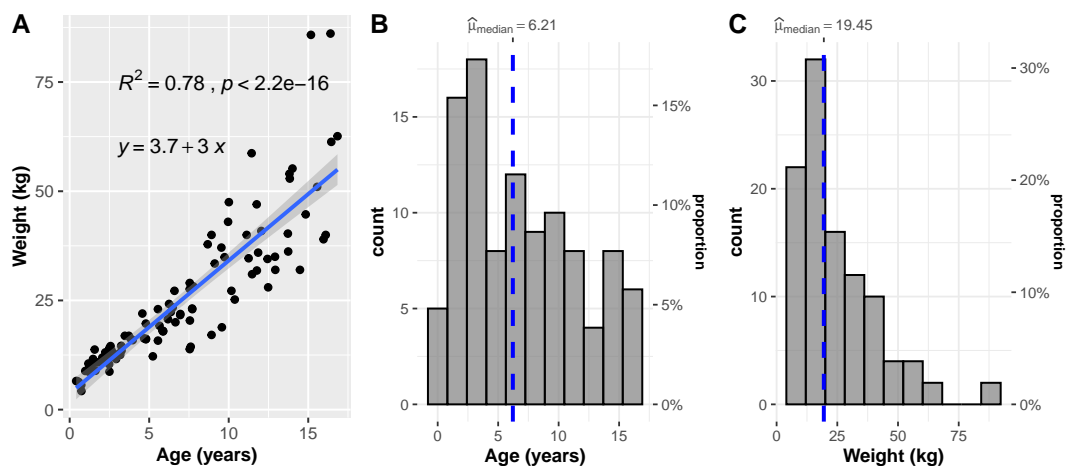 A
R² = 0.78 , p < 2.2e−16
y = 3.7 + 3 x
Weight (kg)
75
50
25
0
0 5 10 15
Age (years)
B
μ̂median = 6.21
count
15
10
5
0
15%
10%
5%
0%
proportion
0 5 10 15
Age (years)
C
μ̂median = 19.45
count
30
20
10
0
30%
20%
10%
0%
proportion
0 25 50 75
Weight (kg)